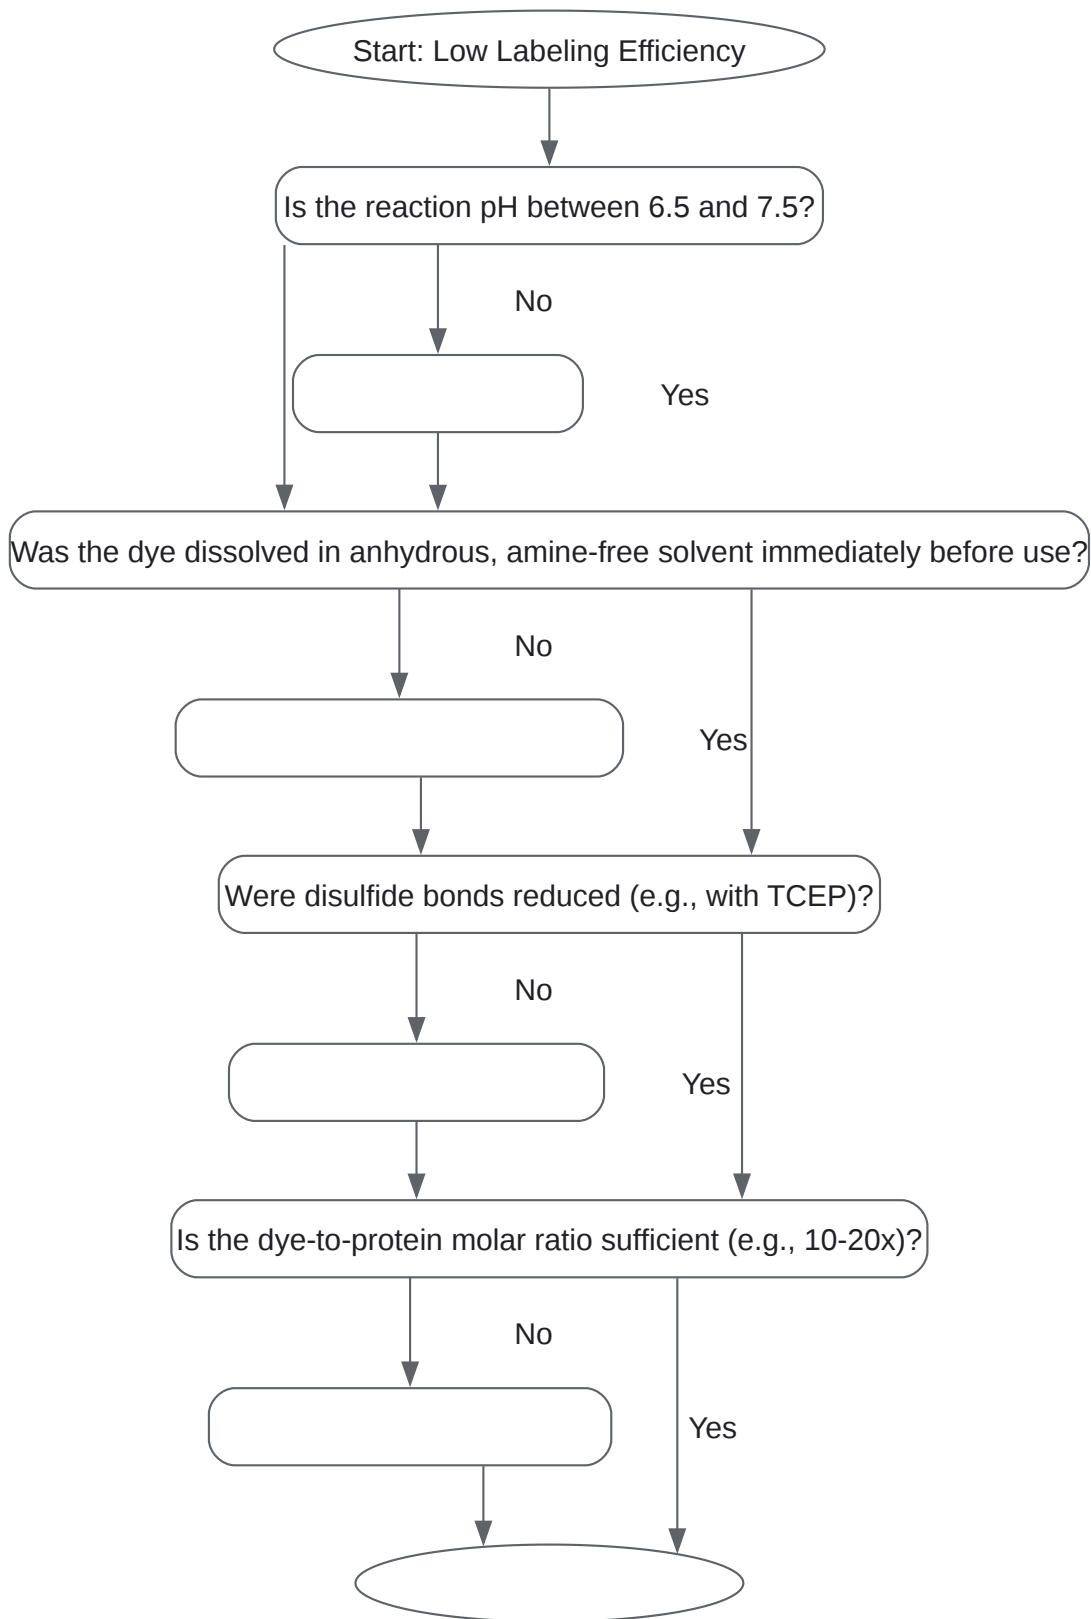 Start: Low Labeling Efficiency
Is the reaction pH between 6.5 and 7.5?
No
Yes
Was the dye dissolved in anhydrous, amine-free solvent immediately before use?
No
Yes
Were disulfide bonds reduced (e.g., with TCEP)?
No
Yes
Is the dye-to-protein molar ratio sufficient (e.g., 10-20x)?
No
Yes